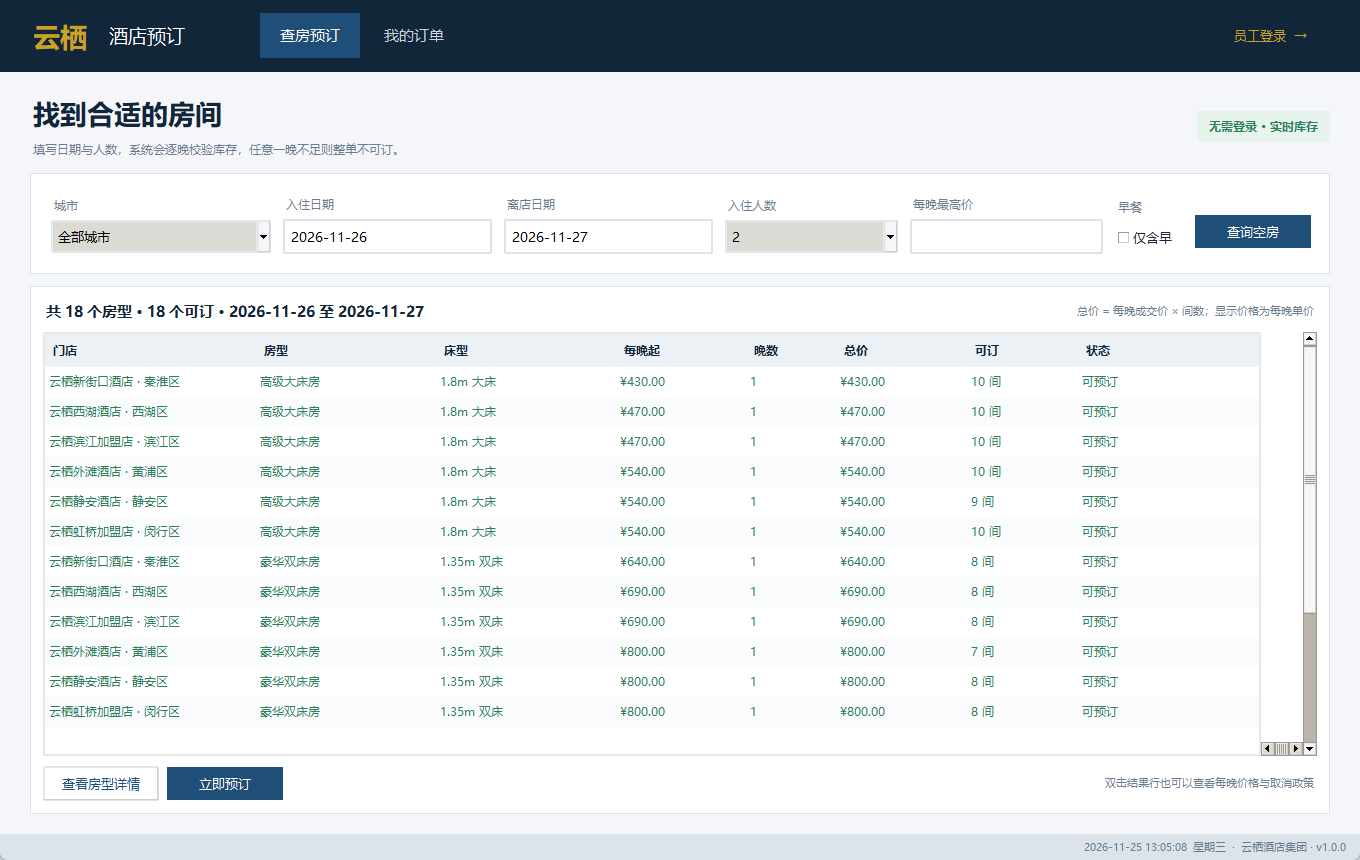 云栖 酒店预订 查房预订 我的订单 员工登录 →
找到合适的房间
无需登录 • 实时库存
填写日期与人数，系统会逐晚校验库存，任意一晚不足则整单不可订。
城市 入住日期 离店日期 入住人数 每晚最高价 早餐
全部城市 2026-11-26 2026-11-27 2 仅含早 查询空房
共 18 个房型 • 18 个可订 • 2026-11-26 至 2026-11-27 总价 = 每晚成交价 × 间数；显示价格为每晚单价
门店 房型 床型 每晚起 晚数 总价 可订 状态
云栖新街口酒店 · 秦淮区 高级大床房 1.8m 大床 ¥430.00 1 ¥430.00 10 间 可预订
云栖西湖酒店 · 西湖区 高级大床房 1.8m 大床 ¥470.00 1 ¥470.00 10 间 可预订
云栖滨江加盟店 · 滨江区 高级大床房 1.8m 大床 ¥470.00 1 ¥470.00 10 间 可预订
云栖外滩酒店 · 黄浦区 高级大床房 1.8m 大床 ¥540.00 1 ¥540.00 10 间 可预订
云栖静安酒店 · 静安区 高级大床房 1.8m 大床 ¥540.00 1 ¥540.00 9 间 可预订
云栖虹桥加盟店 · 闵行区 高级大床房 1.8m 大床 ¥540.00 1 ¥540.00 10 间 可预订
云栖新街口酒店 · 秦淮区 豪华双床房 1.35m 双床 ¥640.00 1 ¥640.00 8 间 可预订
云栖西湖酒店 · 西湖区 豪华双床房 1.35m 双床 ¥690.00 1 ¥690.00 8 间 可预订
云栖滨江加盟店 · 滨江区 豪华双床房 1.35m 双床 ¥690.00 1 ¥690.00 8 间 可预订
云栖外滩酒店 · 黄浦区 豪华双床房 1.35m 双床 ¥800.00 1 ¥800.00 7 间 可预订
云栖静安酒店 · 静安区 豪华双床房 1.35m 双床 ¥800.00 1 ¥800.00 8 间 可预订
云栖虹桥加盟店 · 闵行区 豪华双床房 1.35m 双床 ¥800.00 1 ¥800.00 8 间 可预订
查看房型详情 立即预订 双击结果行也可以查看每晚价格与取消政策
2026-11-25 13:05:08 星期三 · 云栖酒店集团 · v1.0.0